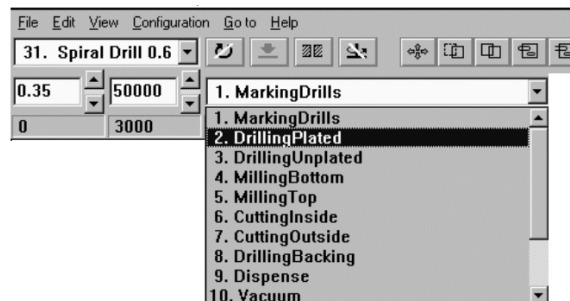 File Edit View Configuration Go to Help
31. Spiral Drill 0.6
0.35 50000 1. MarkingDrills
0 3000
1. MarkingDrills
2. DrillingPlated
3. DrillingUnplated
4. MillingBottom
5. MillingTop
6. CuttingInside
7. CuttingOutside
8. DrillingBacking
9. Dispense
10. Vacuum